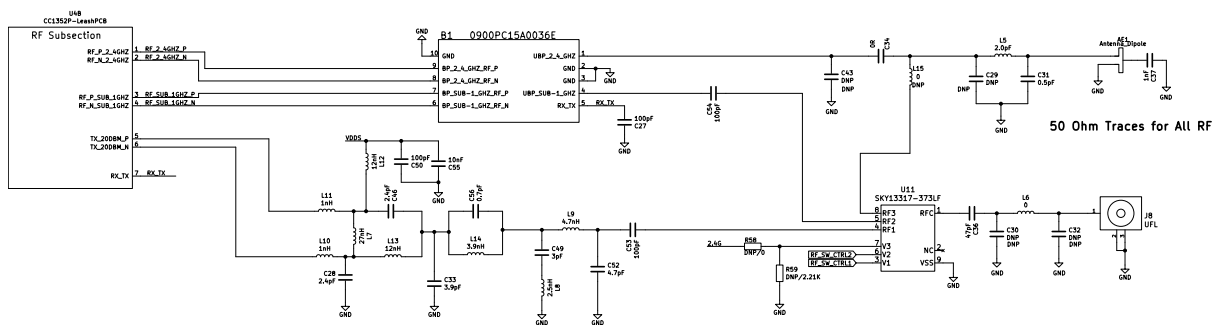 U4B
CC1352P-LeashPCB
RF Subsection
RF_P_2_4GHZ 1 RF_2_4GHZ_P
RF_N_2_4GHZ 2 RF_2_4GHZ_N
RF_P_SUB_1GHZ 3 RF_SUB_1GHZ_P
RF_N_SUB_1GHZ 4 RF_SUB_1GHZ_N
TX_20DBM_P 5
TX_20DBM_N 6
RX_TX 7 RX_TX
B1 0900PC15A0036E
GND
10 GND
9 BP_2_4_GHZ_RF_P
8 BP_2_4_GHZ_RF_N
7 BP_SUB-1_GHZ_RF_P
6 BP_SUB-1_GHZ_RF_N
UBP_2_4_GHZ 1
GND 2
GND 3
GND
UBP_SUB-1_GHZ 4
RX_TX 5 RX_TX
100pF
C27
GND
C54
100pF
C43
DNP
DNP
GND
0R
C34
L15
0
DNP
L5
2.0pF
C29
DNP
DNP
C31
0.5pF
GND
AE1
Antenna_Dipole
GND
1nF
C37
GND
50 Ohm Traces for All RF
VDDS
12nH
L12
100pF
C50
10nF
C55
GND
L11
1nH
2.4pF
C46
27nH
L7
L10
1nH
L13
12nH
C28
2.4pF
GND
C33
3.9pF
GND
C56
0.7pF
L14
3.9nH
L9
4.7nH
C49
3pF
2.5nH
L8
GND
C52
4.7pF
GND
C53
100pF
U11
SKY13317-373LF
8 RF3
5 RF2
4 RF1
7 V3
6 V2
3 V1
RFC 1
NC 2
VSS 9
GND
2.4G
R58
DNP/0
RF_SW_CTRL2
RF_SW_CTRL1
R59
DNP/2.21K
GND
47pF
C36
L6
0
C30
DNP
DNP
GND
C32
DNP
DNP
GND
1
J8
UFL
2
3
GND